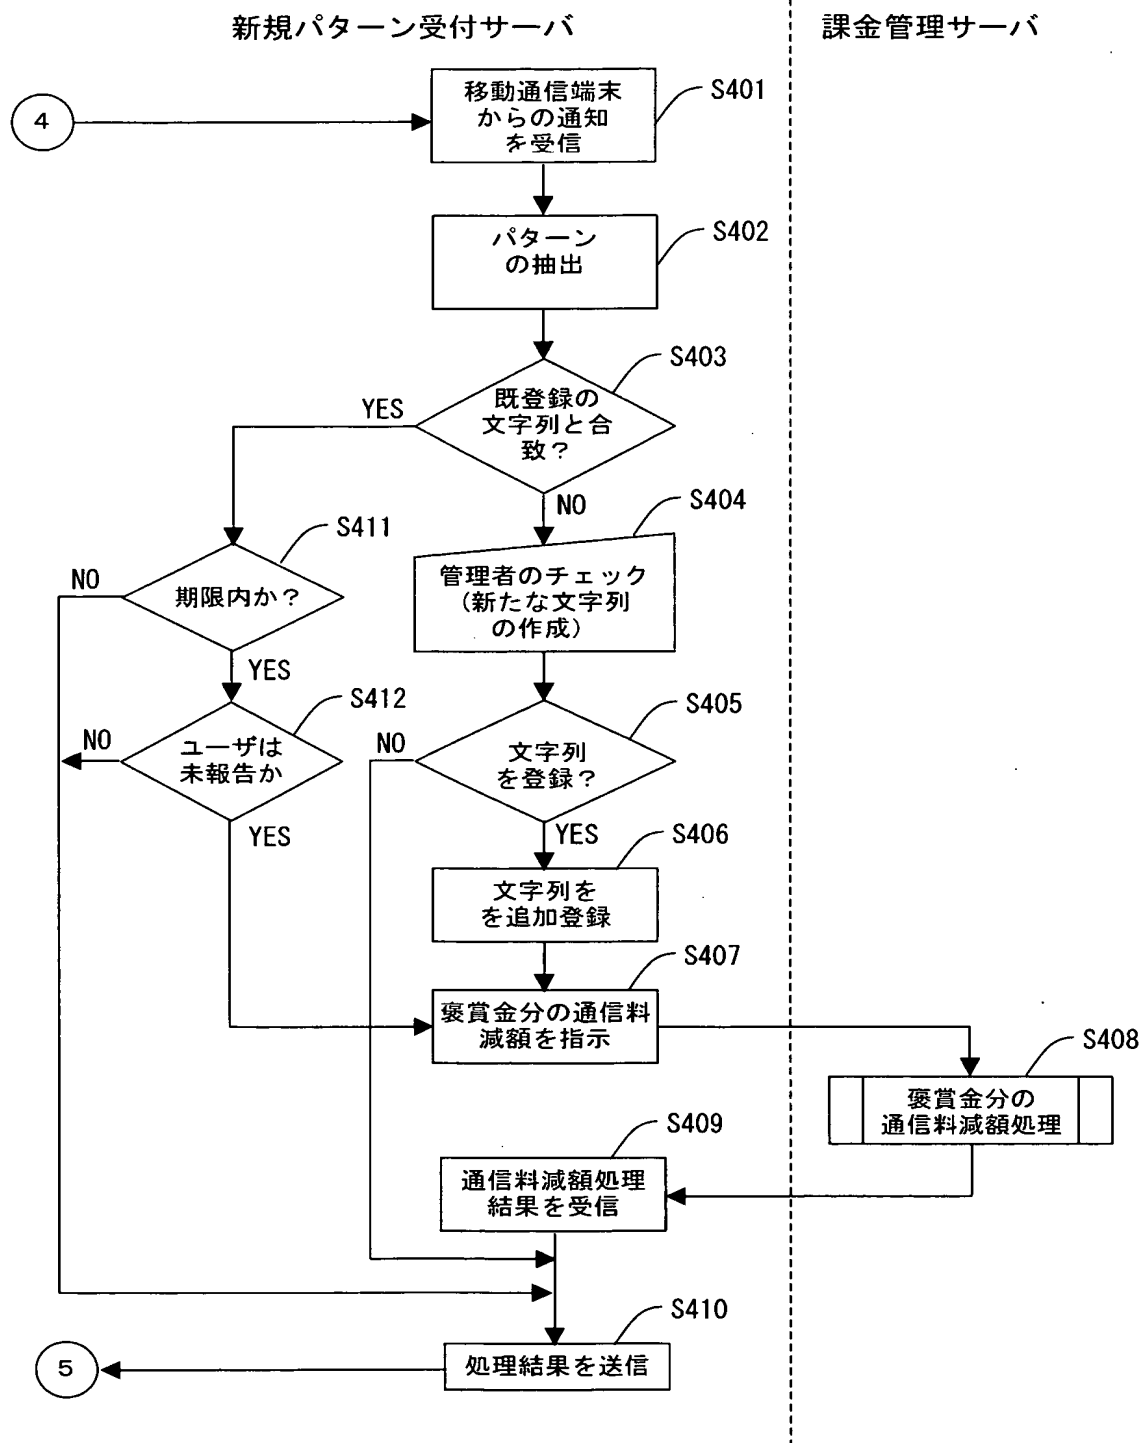 新規パターン受付サーバ
課金管理サーバ
4
移動通信端末
からの通知
を受信
S401
パターン
の抽出
S402
既登録の
文字列と合
致？
S403
YES
NO
管理者のチェック
(新たな文字列
の作成)
S404
期限内か？
S411
NO
YES
ユーザは
未報告か
S412
NO
YES
文字列
を登録？
S405
NO
YES
文字列を
を追加登録
S406
褒賞金分の通信料
減額を指示
S407
褒賞金分の
通信料減額処理
S408
通信料減額処理
結果を受信
S409
処理結果を送信
S410
5